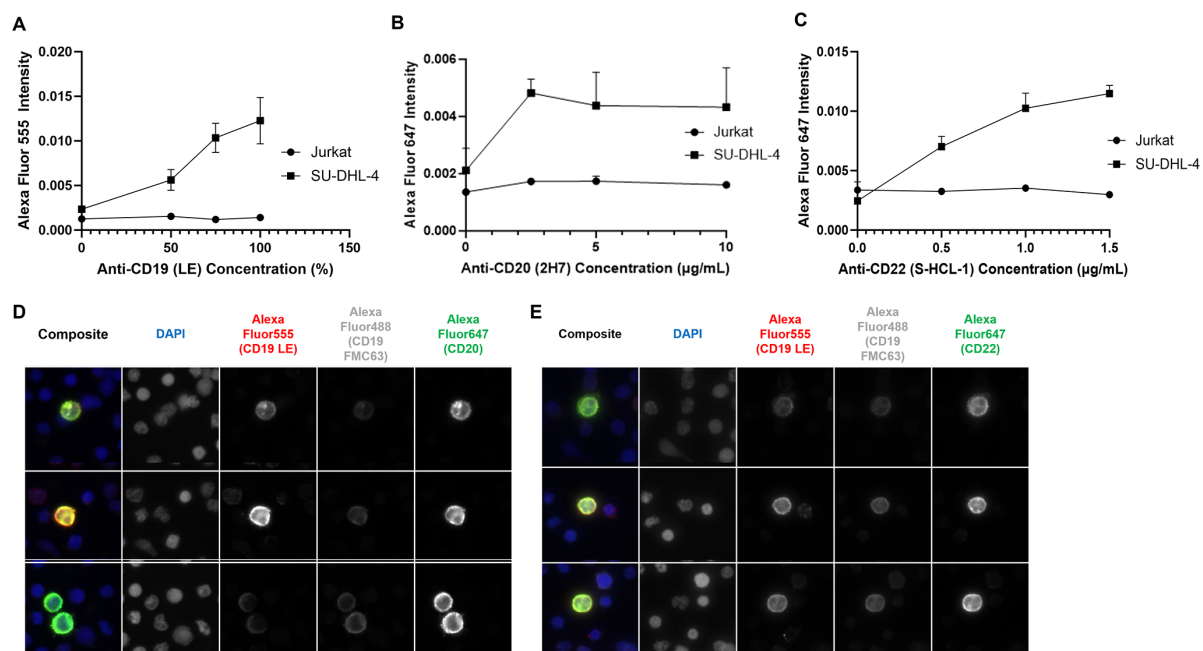 A
0.020
0.015
0.010
0.005
0.000
0
50
100
150
Alexa Fluor 555 Intensity
Anti-CD19 (LE) Concentration (%)
Jurkat
SU-DHL-4
B
0.006
0.004
0.002
0.000
0
5
10
Alexa Fluor 647 Intensity
Anti-CD20 (2H7) Concentration (µg/mL)
Jurkat
SU-DHL-4
C
0.015
0.010
0.005
0.000
0.0
0.5
1.0
1.5
Alexa Fluor 647 Intensity
Anti-CD22 (S-HCL-1) Concentration (µg/mL)
Jurkat
SU-DHL-4
D
Composite
DAPI
Alexa
Fluor555
(CD19 LE)
Alexa
Fluor488
(CD19
FMC63)
Alexa
Fluor647
(CD20)
E
Composite
DAPI
Alexa
Fluor555
(CD19 LE)
Alexa
Fluor488
(CD19
FMC63)
Alexa
Fluor647
(CD22)